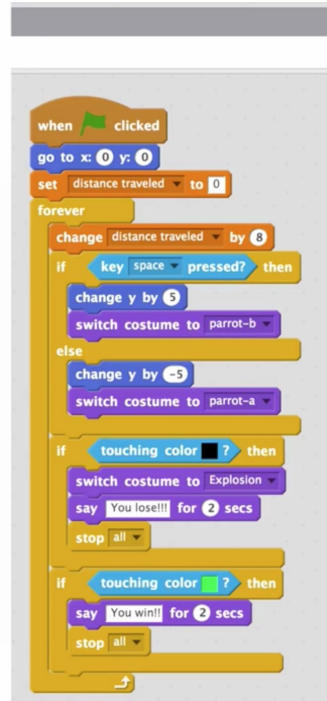 when clicked
go to x: 0 y: 0
set distance traveled to 0
forever
change distance traveled by 8
if key space pressed? then
change y by 5
switch costume to parrot-b
else
change y by -5
switch costume to parrot-a
if touching color ? then
switch costume to Explosion
say You lose!!! for 2 secs
stop all
if touching color ? then
say You win!! for 2 secs
stop all